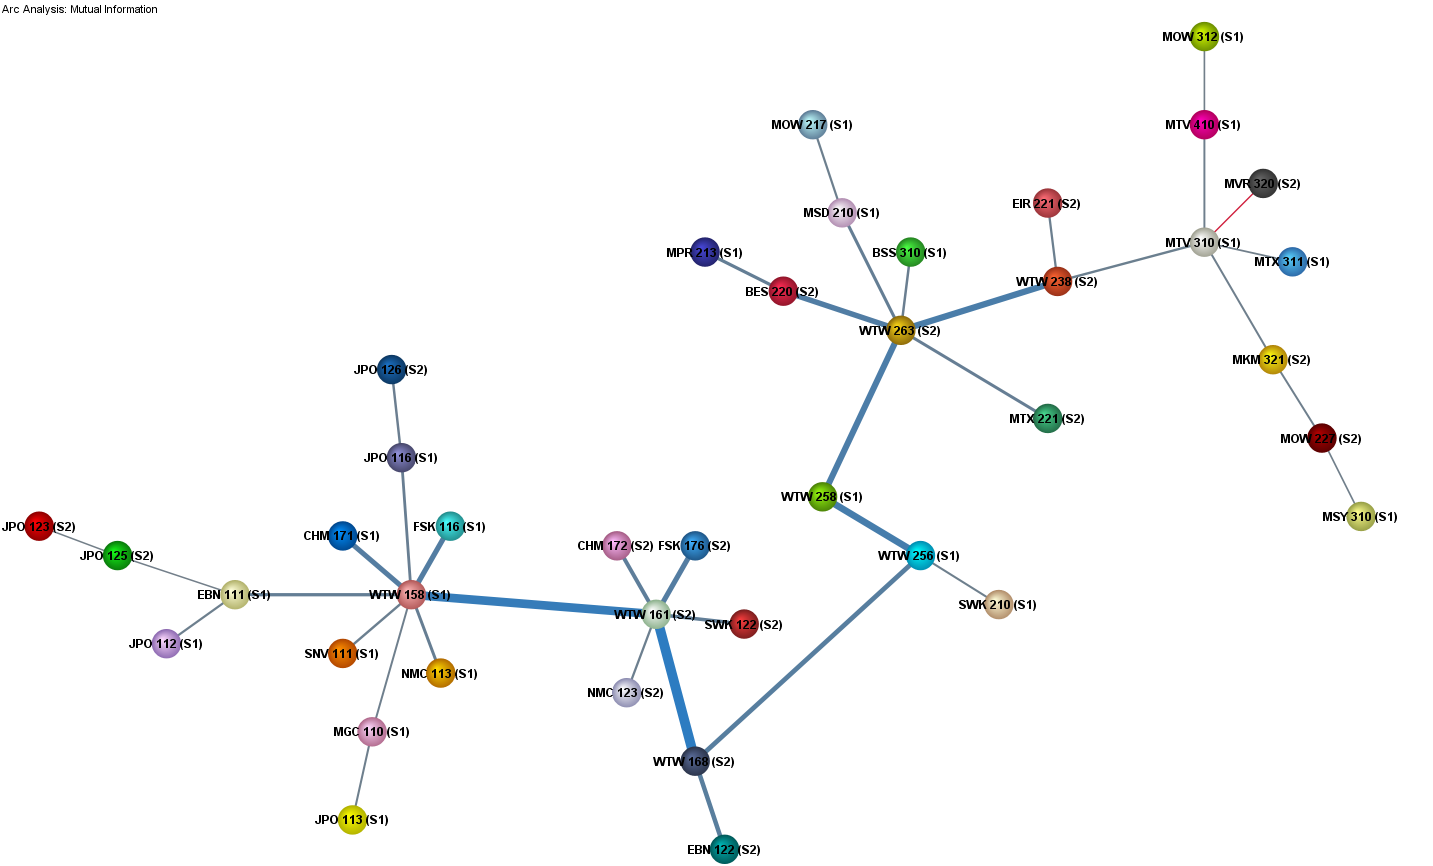 Arc Analysis: Mutual Information
MOW 312 (S1)
MOW 217 (S1)
MTV 410 (S1)
MVR 320 (S2)
EIR 221 (S2)
MSD 210 (S1)
MTV 310 (S1)
MPR 213 (S1)
BSS 310 (S1)
MTX 311 (S1)
BES 220 (S2)
WTW 238 (S2)
WTW 263 (S2)
MKM 321 (S2)
JPO 126 (S2)
MTX 221 (S2)
MOW 227 (S2)
JPO 116 (S1)
WTW 258 (S1)
MSY 310 (S1)
JPO 123 (S2)
FSK 116 (S1)
CHM 171 (S1)
CHM 172 (S2)
FSK 176 (S2)
JPO 125 (S2)
WTW 256 (S1)
EBN 111 (S1)
WTW 158 (S1)
SWK 210 (S1)
WTW 161 (S2)
SWK 122 (S2)
JPO 112 (S1)
SNV 111 (S1)
NMC 113 (S1)
NMC 123 (S2)
MGC 110 (S1)
WTW 168 (S2)
JPO 113 (S1)
EBN 122 (S2)